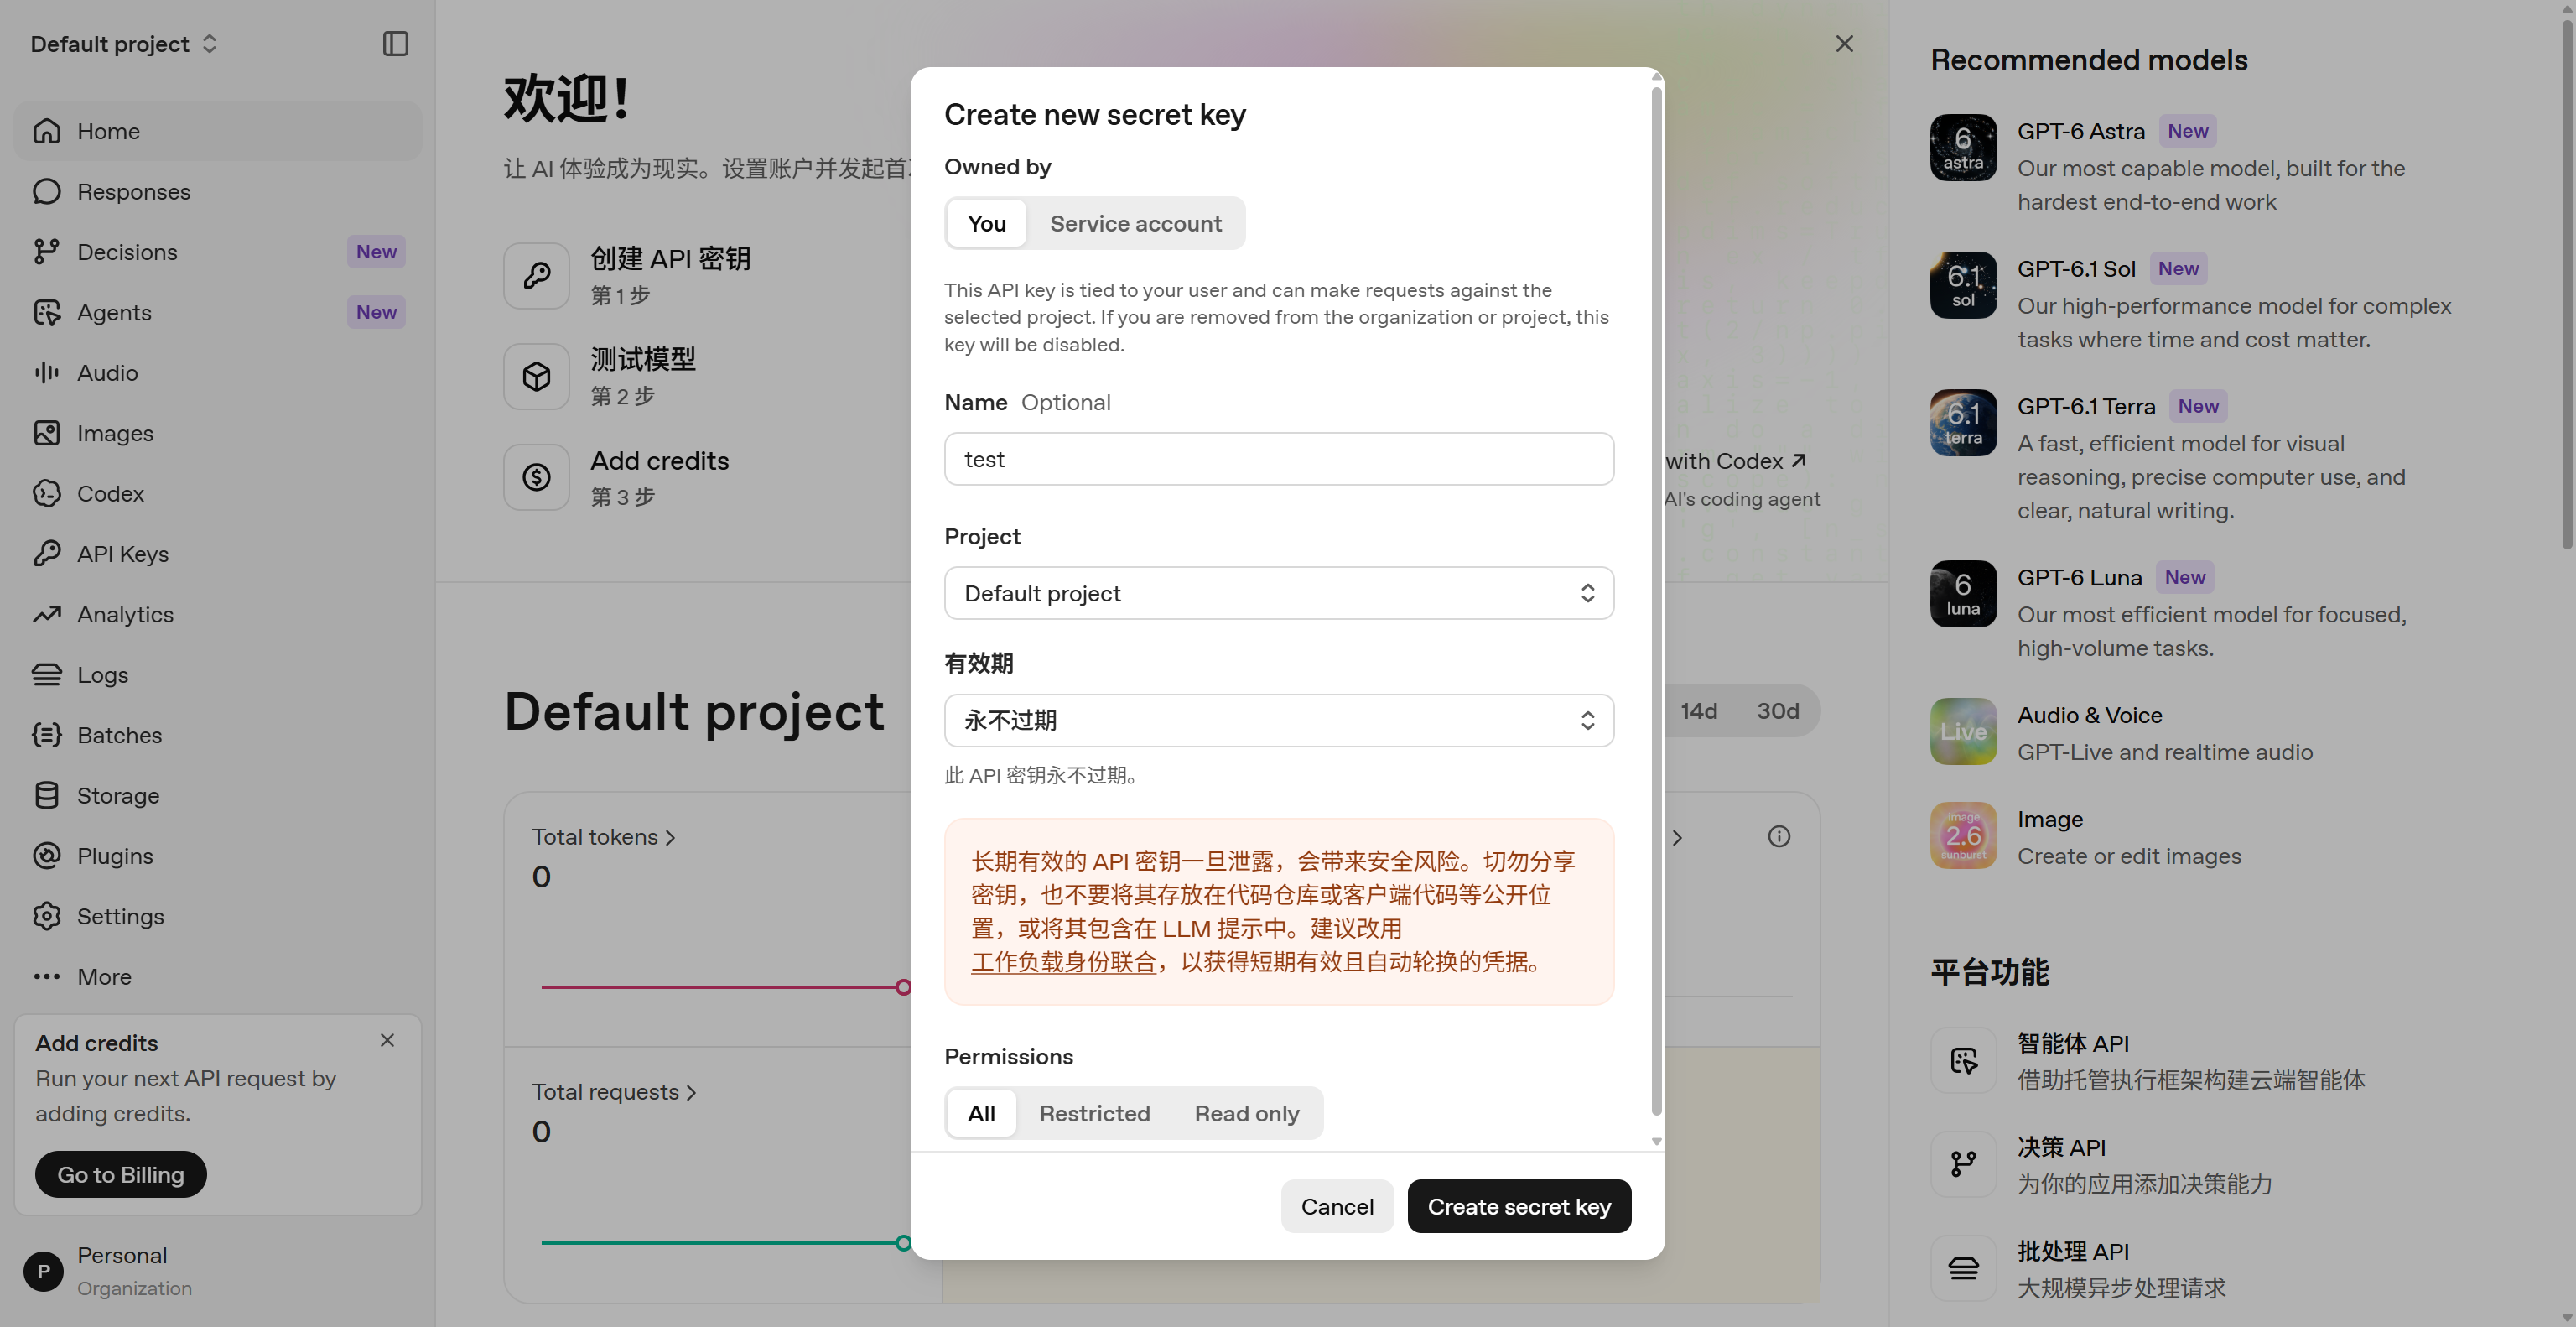 Default project
Home
Responses
Decisions
New
Agents
New
Audio
Images
Codex
API Keys
Analytics
Logs
Batches
Storage
Plugins
Settings
More
Add credits
Run your next API request by
adding credits.
Go to Billing
P
Personal
Organization
欢迎！
让 AI 体验成为现实。设置账户并发起首
创建 API 密钥
第 1 步
测试模型
第 2 步
Add credits
第 3 步
with Codex
AI's coding agent
Default project
14d
30d
Total tokens
0
Total requests
0
Create new secret key
Owned by
You
Service account
This API key is tied to your user and can make requests against the
selected project. If you are removed from the organization or project, this
key will be disabled.
Name Optional
test
Project
Default project
有效期
永不过期
此 API 密钥永不过期。
长期有效的 API 密钥一旦泄露，会带来安全风险。切勿分享
密钥，也不要将其存放在代码仓库或客户端代码等公开位
置，或将其包含在 LLM 提示中。建议改用
工作负载身份联合，以获得短期有效且自动轮换的凭据。
Permissions
All
Restricted
Read only
Cancel
Create secret key
Recommended models
6
astra
GPT-6 Astra
New
Our most capable model, built for the
hardest end-to-end work
6.1
sol
GPT-6.1 Sol
New
Our high-performance model for complex
tasks where time and cost matter.
6.1
terra
GPT-6.1 Terra
New
A fast, efficient model for visual
reasoning, precise computer use, and
clear, natural writing.
6
luna
GPT-6 Luna
New
Our most efficient model for focused,
high-volume tasks.
Live
Audio & Voice
GPT-Live and realtime audio
image
2.6
sunburst
Image
Create or edit images
平台功能
智能体 API
借助托管执行框架构建云端智能体
决策 API
为你的应用添加决策能力
批处理 API
大规模异步处理请求